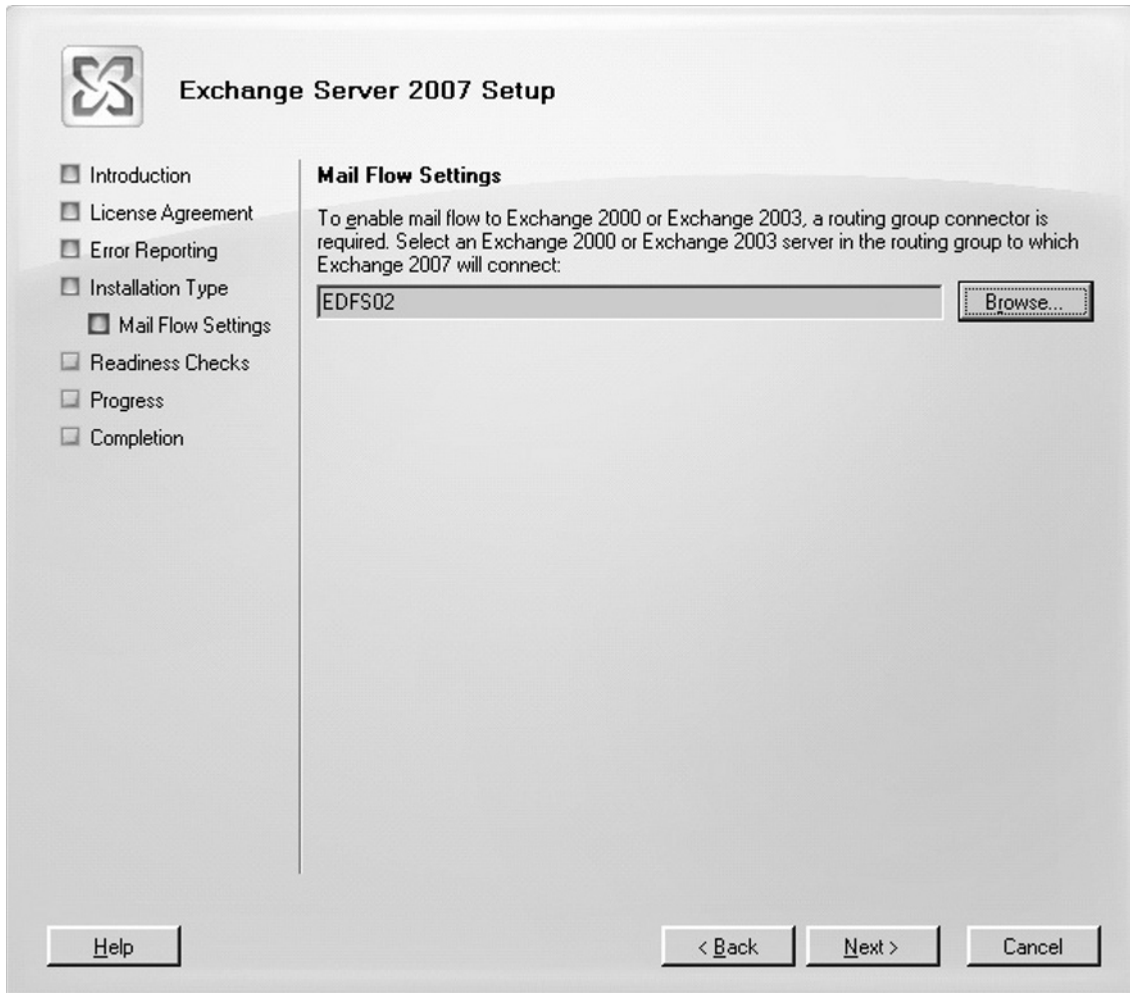 Exchange Server 2007 Setup
Introduction
License Agreement
Error Reporting
Installation Type
Mail Flow Settings
Readiness Checks
Progress
Completion
Mail Flow Settings
To enable mail flow to Exchange 2000 or Exchange 2003, a routing group connector is
required. Select an Exchange 2000 or Exchange 2003 server in the routing group to which
Exchange 2007 will connect:
EDFS02
Browse...
Help
< Back
Next >
Cancel